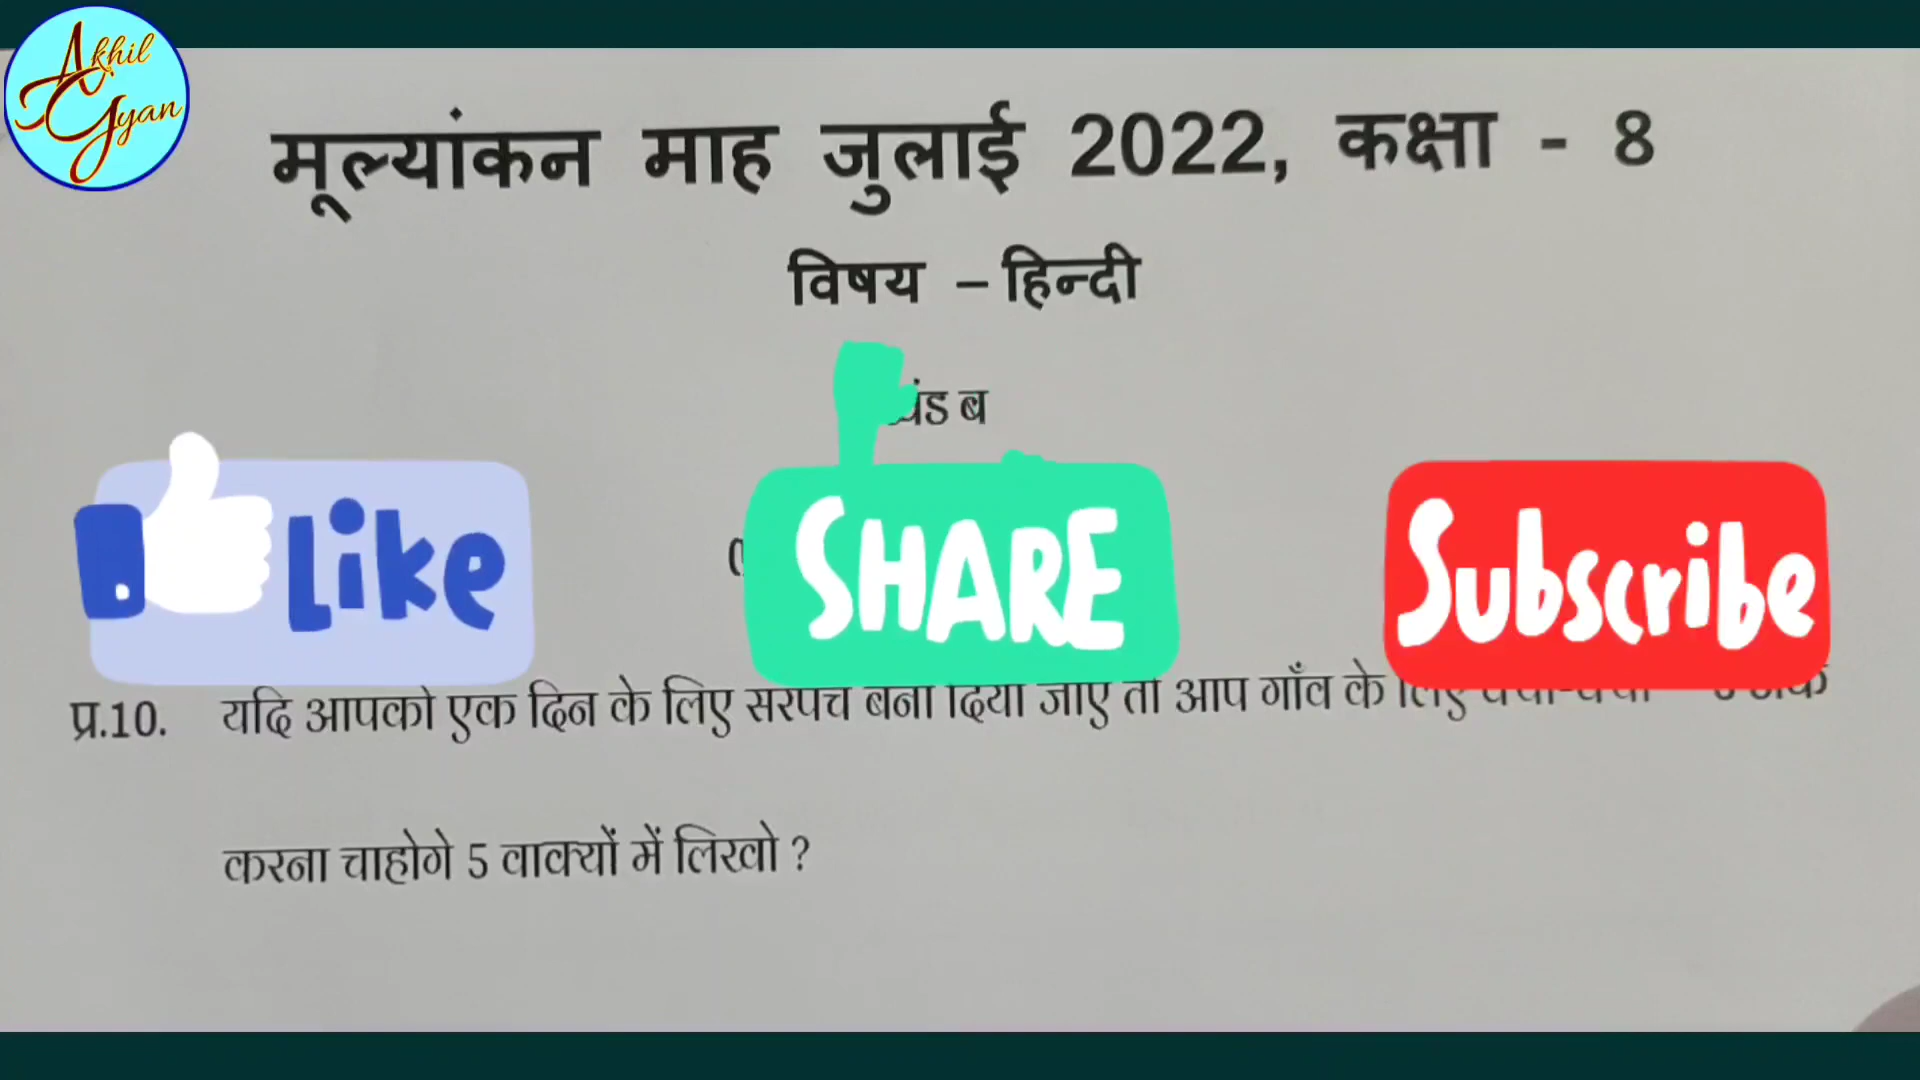 Akhil
Gyan
मूल्यांकन माह जुलाई 2022, कक्षा - 8
विषय – हिन्दी
ब
Like
SHARE
Subscribe
प्र.10. यदि आपको एक दिन के लिए सरपंच बना दिया जाए तो आप गाँव के लिए
करना चाहोगे 5 वाक्यों में लिखो ?